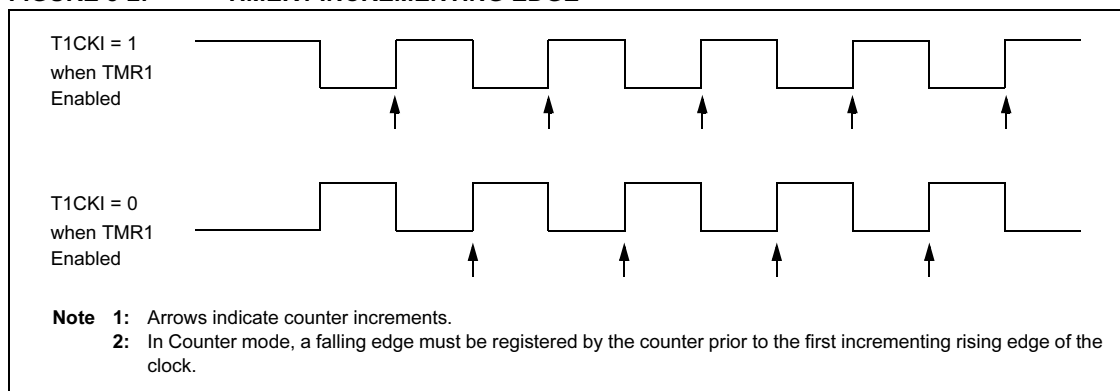 T1CKI = 1
when TMR1
Enabled
T1CKI = 0
when TMR1
Enabled
Note 1: Arrows indicate counter increments.
2: In Counter mode, a falling edge must be registered by the counter prior to the first incrementing rising edge of the
clock.